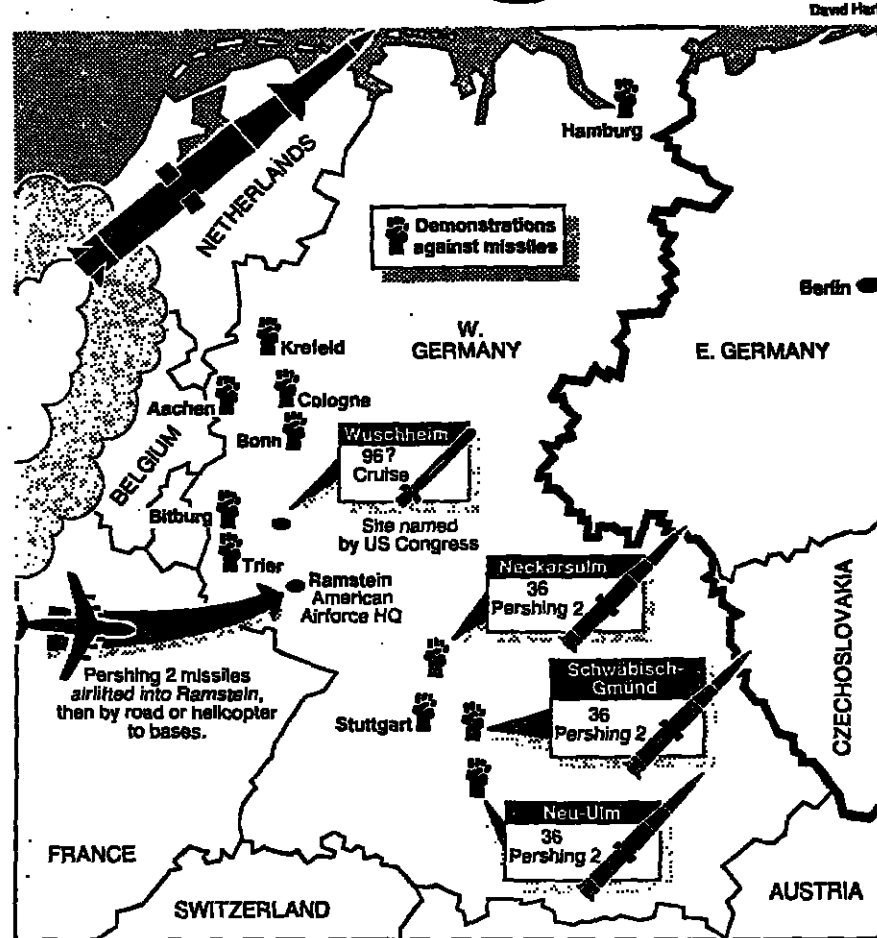 David Har
Hamburg
NETHERLANDS
Demonstrations
against missiles
Berlin
W.
GERMANY
E. GERMANY
Krefeld
Aachen
Cologne
Bonn
BELGIUM
Wuschheim
96?
Cruise
Site named
by US Congress
Bitburg
Trier
Ramstein
American
Airforce HQ
Neckarsulm
36
Pershing 2
CZECHOSLOVAKIA
Pershing 2 missiles
airlifted into Ramstein,
then by road or helicopter
to bases.
Schwäbisch-
Gmünd
36
Pershing 2
Stuttgart
Neu-Ulm
36
Pershing 2
FRANCE
SWITZERLAND
AUSTRIA